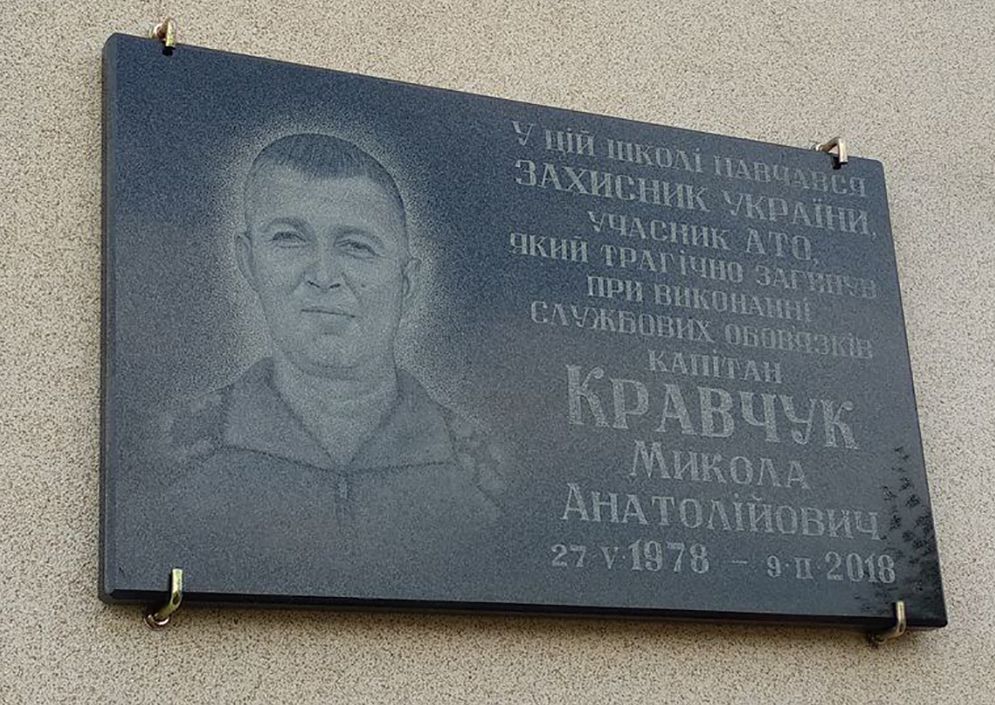 У ЦІЙ ШКОЛІ НАВЧАВСЯ
ЗАХИСНИК УКРАЇНИ,
УЧАСНИК АТО,
ЯКИЙ ТРАГІЧНО ЗАГИНУВ
ПРИ ВИКОНАННІ
СЛУЖБОВИХ ОБОВ'ЯЗКІВ
КАПІТАН
КРАВЧУК
МИКОЛА
АНАТОЛІЙОВИЧ
27·V·1978 – 9·II·2018